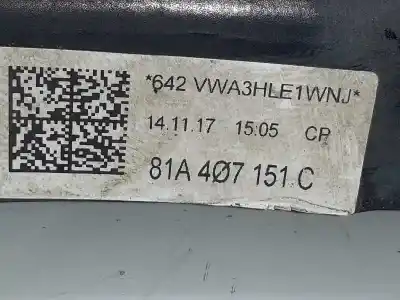 *642 VWA3HLE1WNJ*
14.11.17 15:05 CP
81A 407 151 C